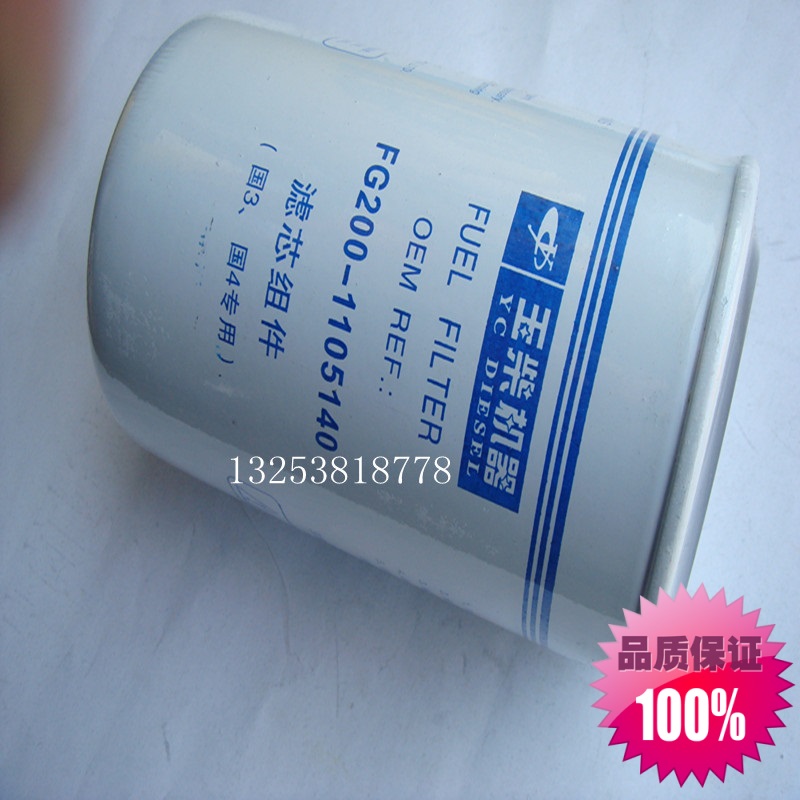 玉柴机器
YC DIESEL
FUEL FILTER
OEM REF.:
FG200-1105140
滤芯组件
(国3、国4专用).
13253818778
品质保证
100%